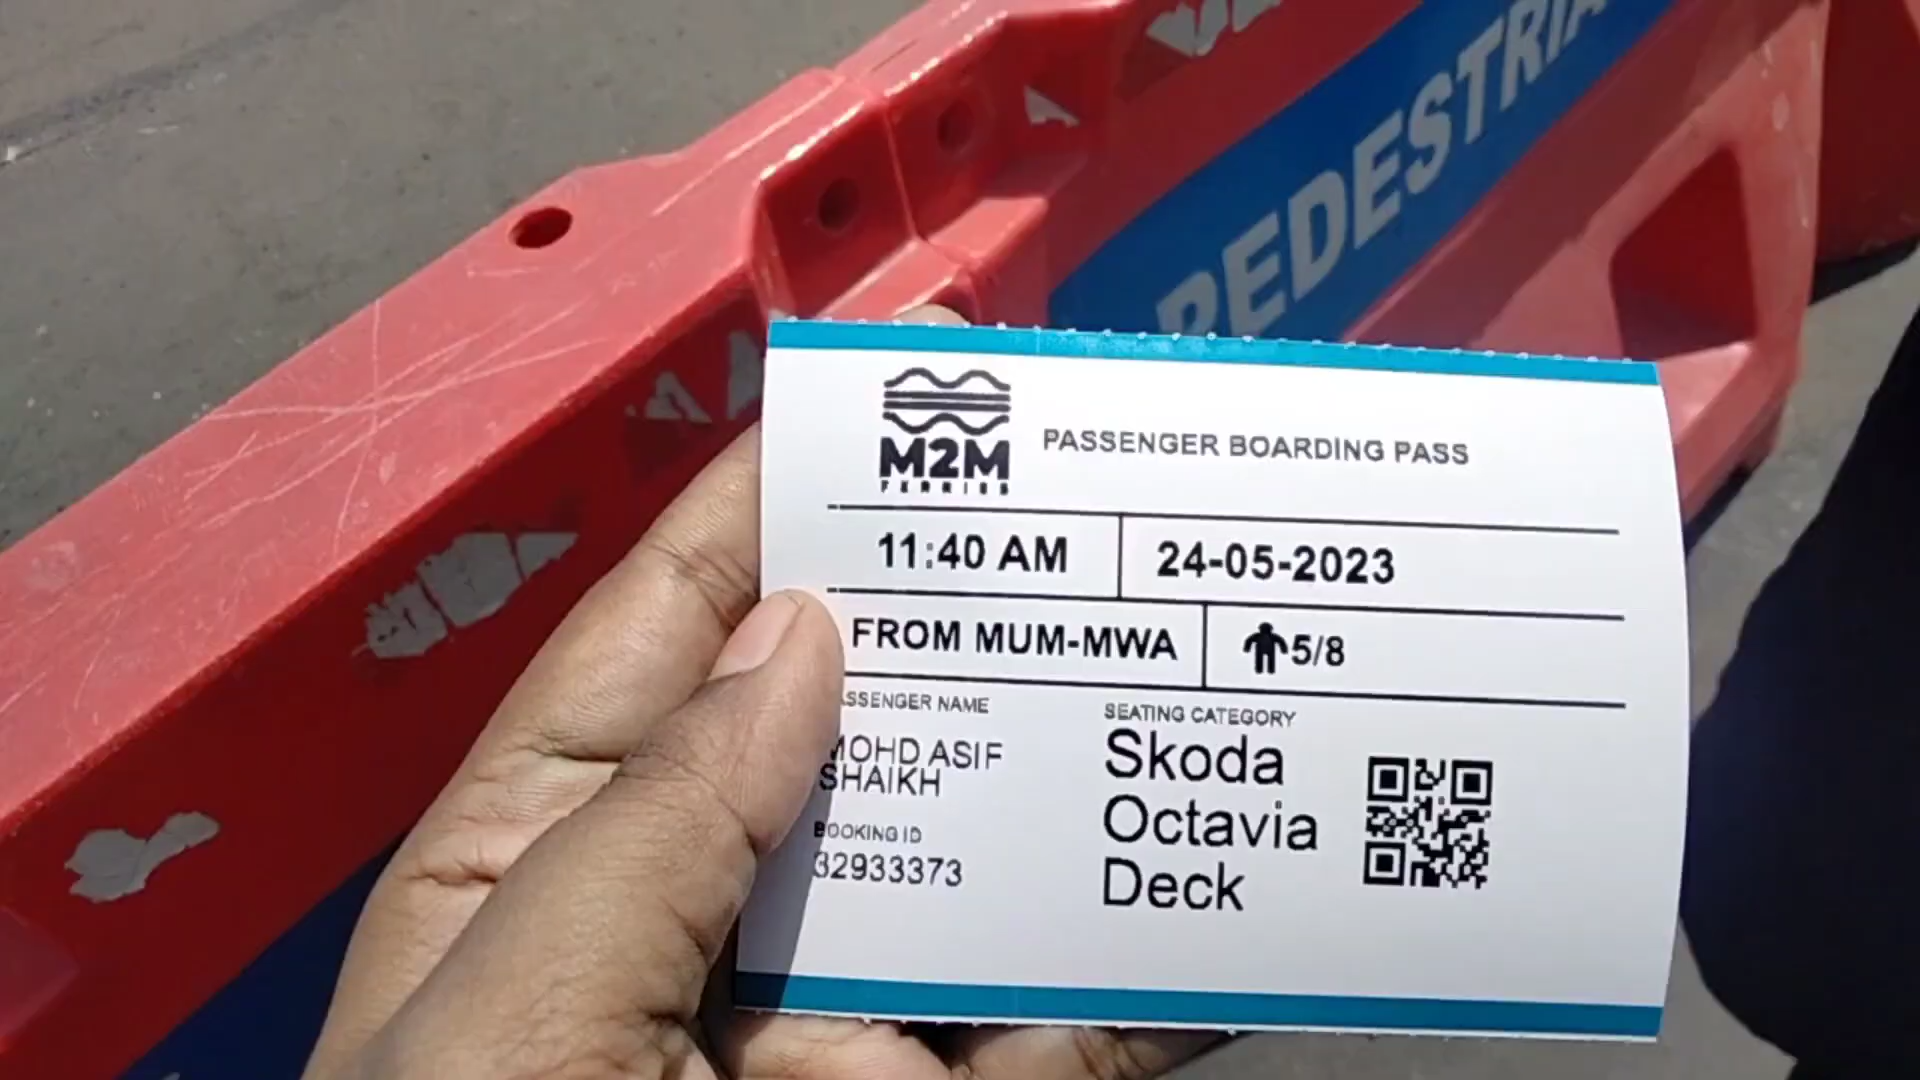 PEDESTRIA
M2M
FERRIES
PASSENGER BOARDING PASS
11:40 AM
24-05-2023
FROM MUM-MWA
5/8
ASSENGER NAME
MOHD ASIF
SHAIKH
BOOKING ID
32933373
SEATING CATEGORY
Skoda
Octavia
Deck